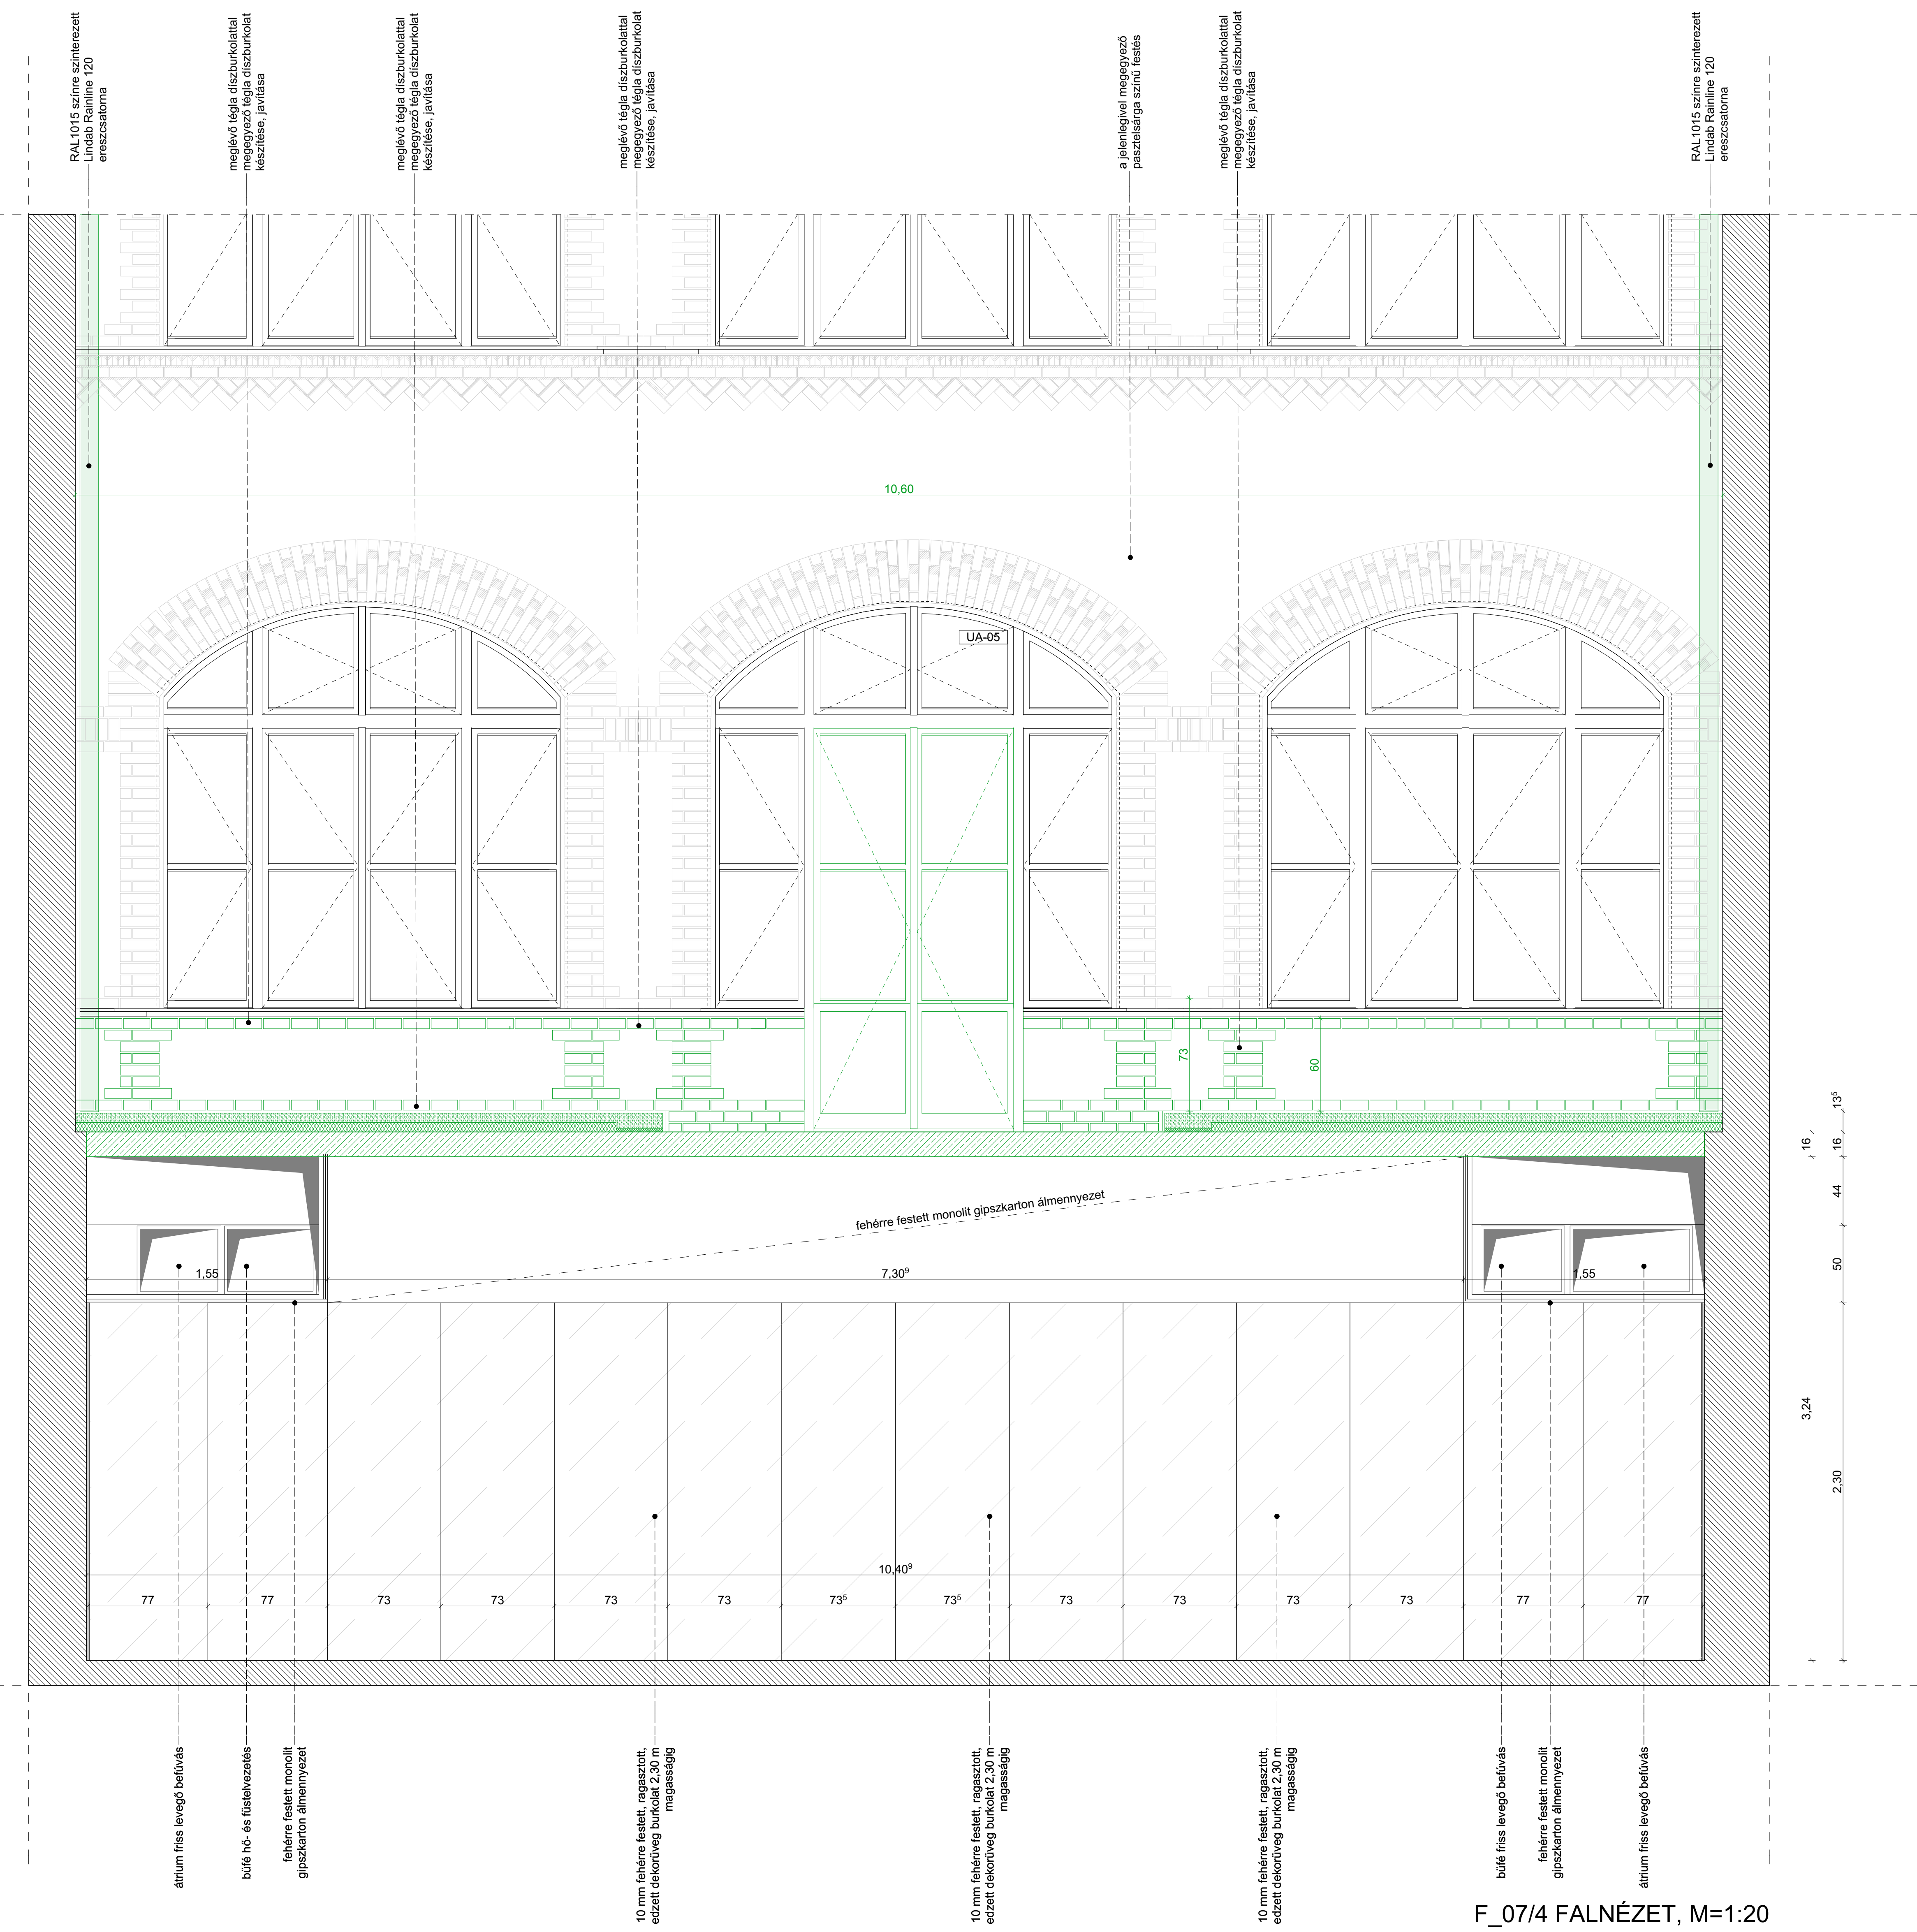 RAL1015 színre szinterezett
Lindab Rainline 120
ereszcsatorna
meglévő tégla díszburkolattal
megegyező tégla díszburkolat
készítése, javítása
meglévő tégla díszburkolattal
megegyező tégla díszburkolat
készítése, javítása
meglévő tégla díszburkolattal
megegyező tégla díszburkolat
készítése, javítása
a jelenlegivel megegyező
pasztelsárga színű festés
meglévő tégla díszburkolattal
megegyező tégla díszburkolat
készítése, javítása
RAL1015 színre szinterezett
Lindab Rainline 120
ereszcsatorna
10,60
UA-05
73
60
13⁵
16
16
44
50
3,24
2,30
fehérre festett monolit gipszkarton álmennyezet
1,55
7,30⁹
1,55
10,40⁹
77
77
73
73
73
73
73⁵
73⁵
73
73
73
73
77
77
átrium friss levegő befúvás
büfé hő- és füstelvezetés
fehérre festett monolit
gipszkarton álmennyezet
10 mm fehérre festett, ragasztott,
edzett dekorüveg burkolat 2,30 m
magasságig
10 mm fehérre festett, ragasztott,
edzett dekorüveg burkolat 2,30 m
magasságig
10 mm fehérre festett, ragasztott,
edzett dekorüveg burkolat 2,30 m
magasságig
büfé friss levegő befúvás
fehérre festett monolit
gipszkarton álmennyezet
átrium friss levegő befúvás
F_07/4 FALNÉZET, M=1:20